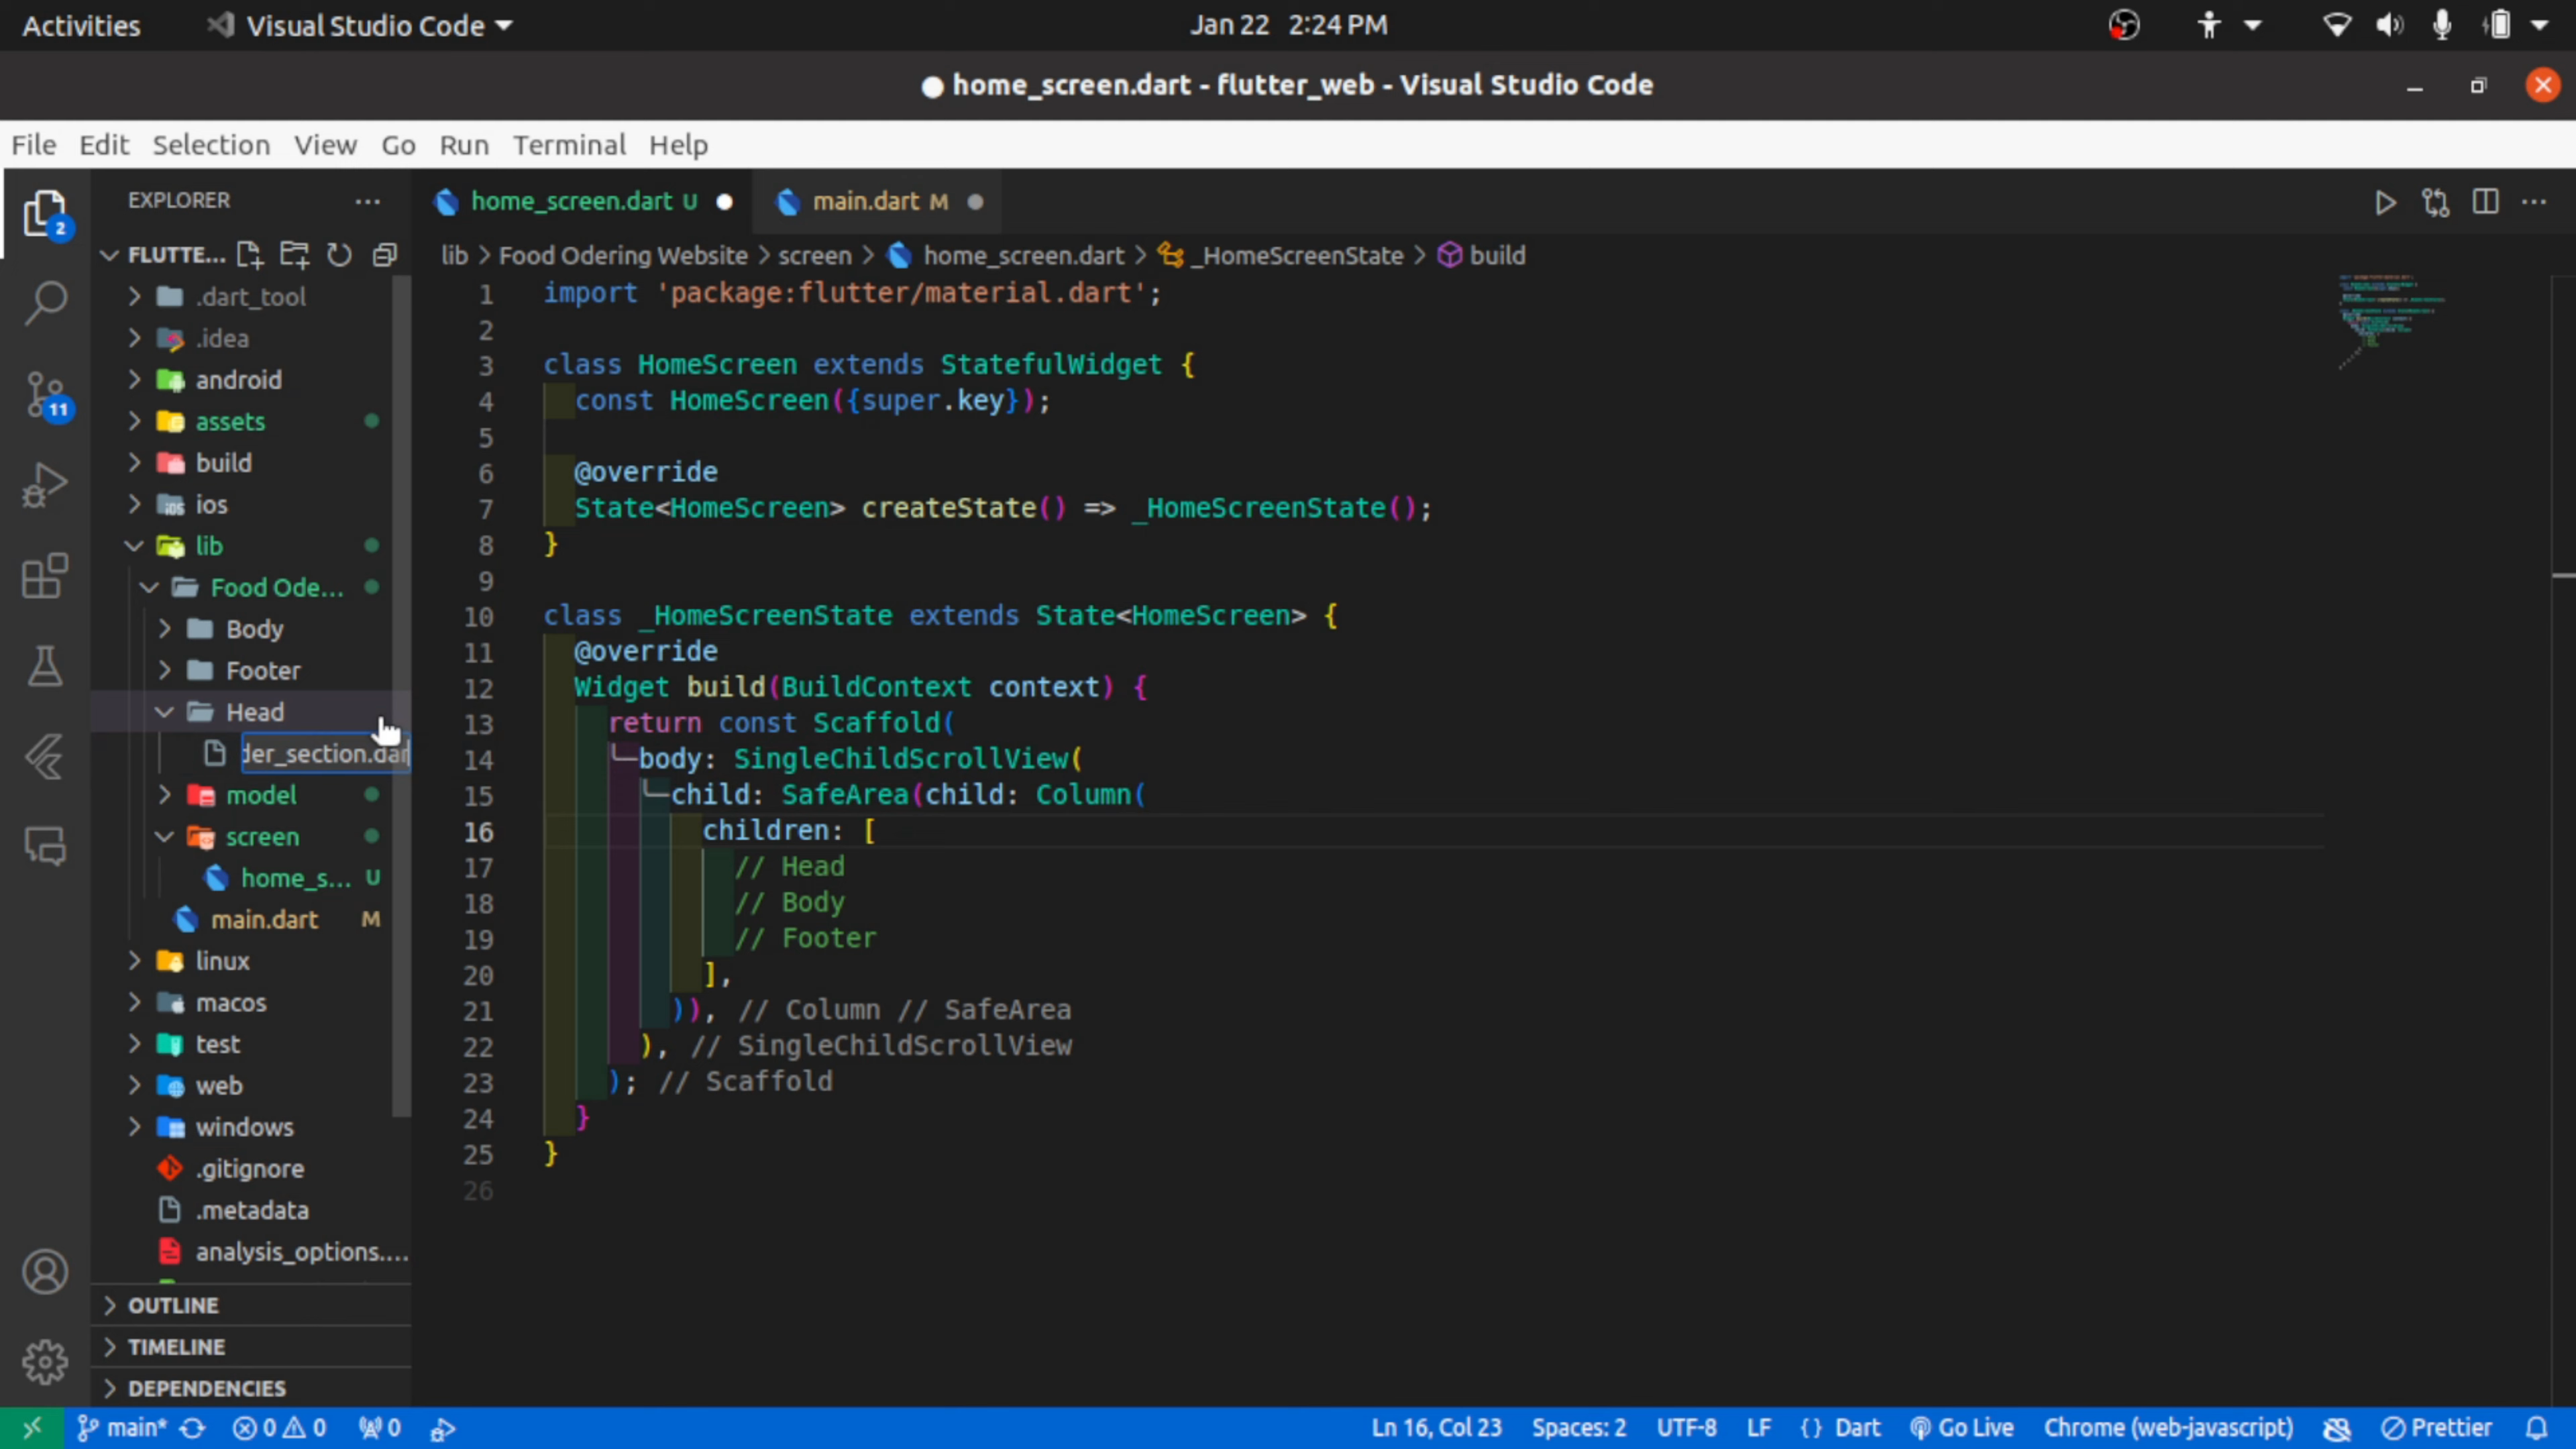 Activities Visual Studio Code Jan 22 2:24 PM
home_screen.dart - flutter_web - Visual Studio Code
File Edit Selection View Go Run Terminal Help
EXPLORER
FLUTTE...
.dart_tool
.idea
android
assets
build
ios
lib
Food Ode...
Body
Footer
Head
der_section.dar
model
screen
home_s... U
main.dart M
linux
macos
test
web
windows
.gitignore
.metadata
analysis_options....
OUTLINE
TIMELINE
DEPENDENCIES
2
11
home_screen.dart U main.dart M
lib > Food Odering Website > screen > home_screen.dart > _HomeScreenState > build
1 import 'package:flutter/material.dart';
2
3 class HomeScreen extends StatefulWidget {
4 const HomeScreen({super.key});
5
6 @override
7 State<HomeScreen> createState() => _HomeScreenState();
8 }
9
10 class _HomeScreenState extends State<HomeScreen> {
11 @override
12 Widget build(BuildContext context) {
13 return const Scaffold(
14 body: SingleChildScrollView(
15 child: SafeArea(child: Column(
16 children: [
17 // Head
18 // Body
19 // Footer
20 ],
21 )), // Column // SafeArea
22 ), // SingleChildScrollView
23 ); // Scaffold
24 }
25 }
26
main* 0 0 0 Ln 16, Col 23 Spaces: 2 UTF-8 LF {} Dart Go Live Chrome (web-javascript) Prettier